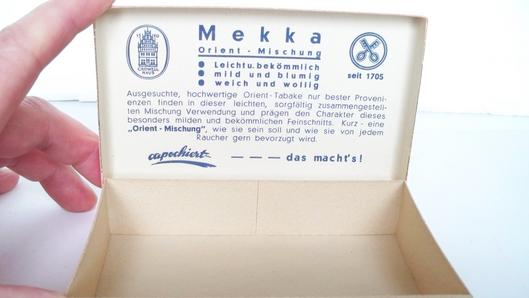 Mekka
Orient - Mischung
Leicht u. bekömmlich
mild und blumig
weich und wollig
seit 1705
Ausgesuchte, hochwertige Orient-Tabake nur bester Proveni-
enzen finden in dieser leichten, sorgfältig zusammengestell-
ten Mischung Verwendung und prägen den Charakter dieses
besonders milden und bekömmlichen Feinschnitts. Kurz - eine
„Orient - Mischung", wie sie sein soll und wie sie von jedem
Raucher gern bevorzugt wird.
capochiert — — — das macht's!